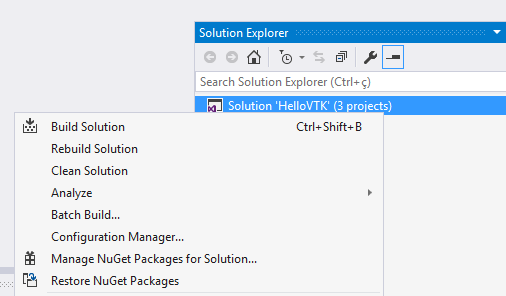 Solution Explorer
Search Solution Explorer (Ctrl+ç)
Solution 'HelloVTK' (3 projects)
Build Solution Ctrl+Shift+B
Rebuild Solution
Clean Solution
Analyze
Batch Build...
Configuration Manager...
Manage NuGet Packages for Solution...
Restore NuGet Packages